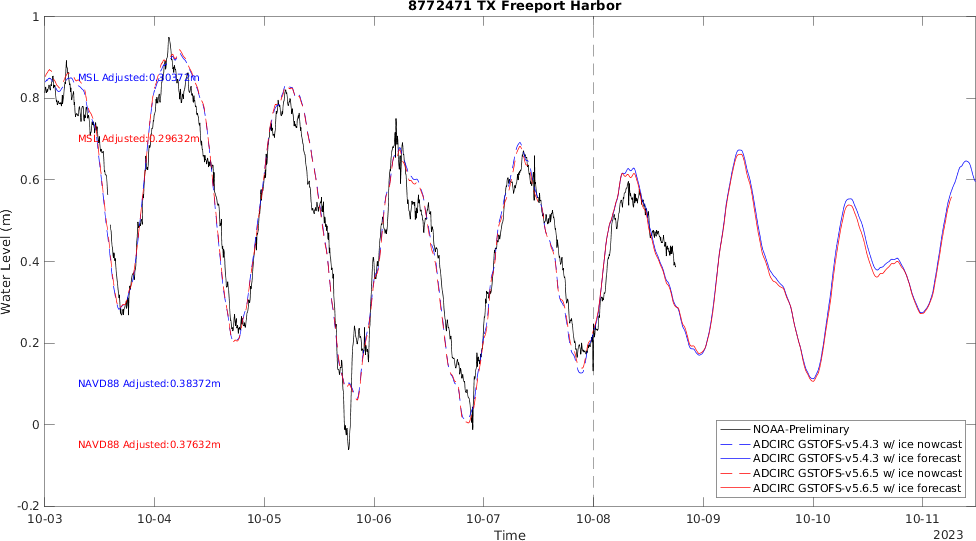 8772471 TX Freeport Harbor
1
0.8
0.6
0.4
0.2
0
-0.2
Water Level (m)
MSL Adjusted:0.30372m
MSL Adjusted:0.29632m
NAVD88 Adjusted:0.38372m
NAVD88 Adjusted:0.37632m
NOAA-Preliminary
ADCIRC GSTOFS-v5.4.3 w/ ice nowcast
ADCIRC GSTOFS-v5.4.3 w/ ice forecast
ADCIRC GSTOFS-v5.6.5 w/ ice nowcast
ADCIRC GSTOFS-v5.6.5 w/ ice forecast
10-03 10-04 10-05 10-06 10-07 10-08 10-09 10-10 10-11
Time
2023